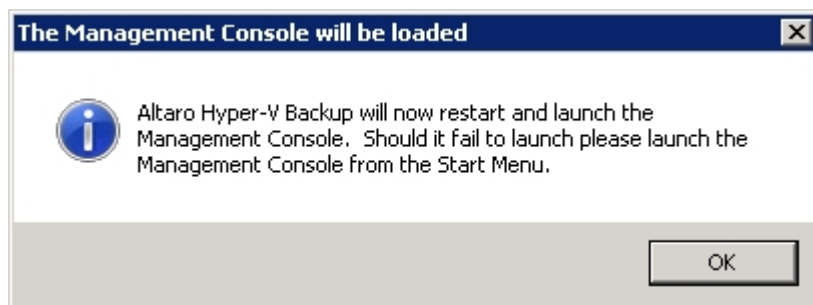 The Management Console will be loaded
Altaro Hyper-V Backup will now restart and launch the
Management Console.  Should it fail to launch please launch the
Management Console from the Start Menu.
OK